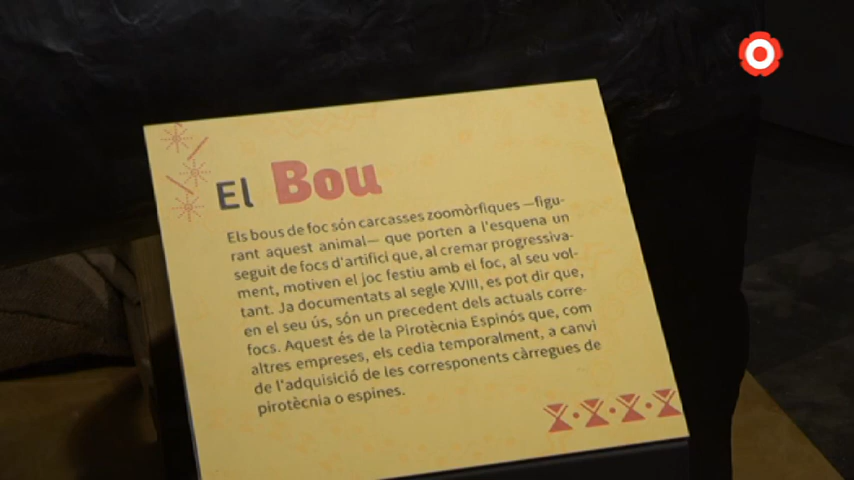 El Bou
Els bous de foc són carcasses zoomòrfiques —figu-
rant aquest animal— que porten a l'esquena un
seguit de focs d'artifici que, al cremar progressiva-
ment, motiven el joc festiu amb el foc, al seu vol-
tant. Ja documentats al segle XVIII, es pot dir que,
en el seu ús, són un precedent dels actuals corre-
focs. Aquest és de la Pirotècnia Espinós que, com
altres empreses, els cedia temporalment, a canvi
de l'adquisició de les corresponents càrregues de
pirotècnia o espines.